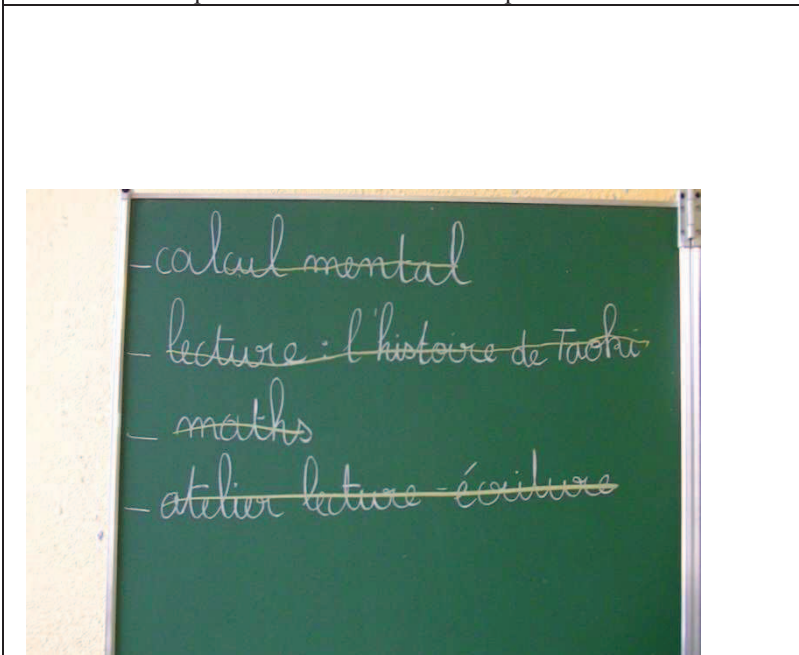 - calcul mental
- lecture : l'histoire de Taoki
- maths
- atelier lecture-écriture